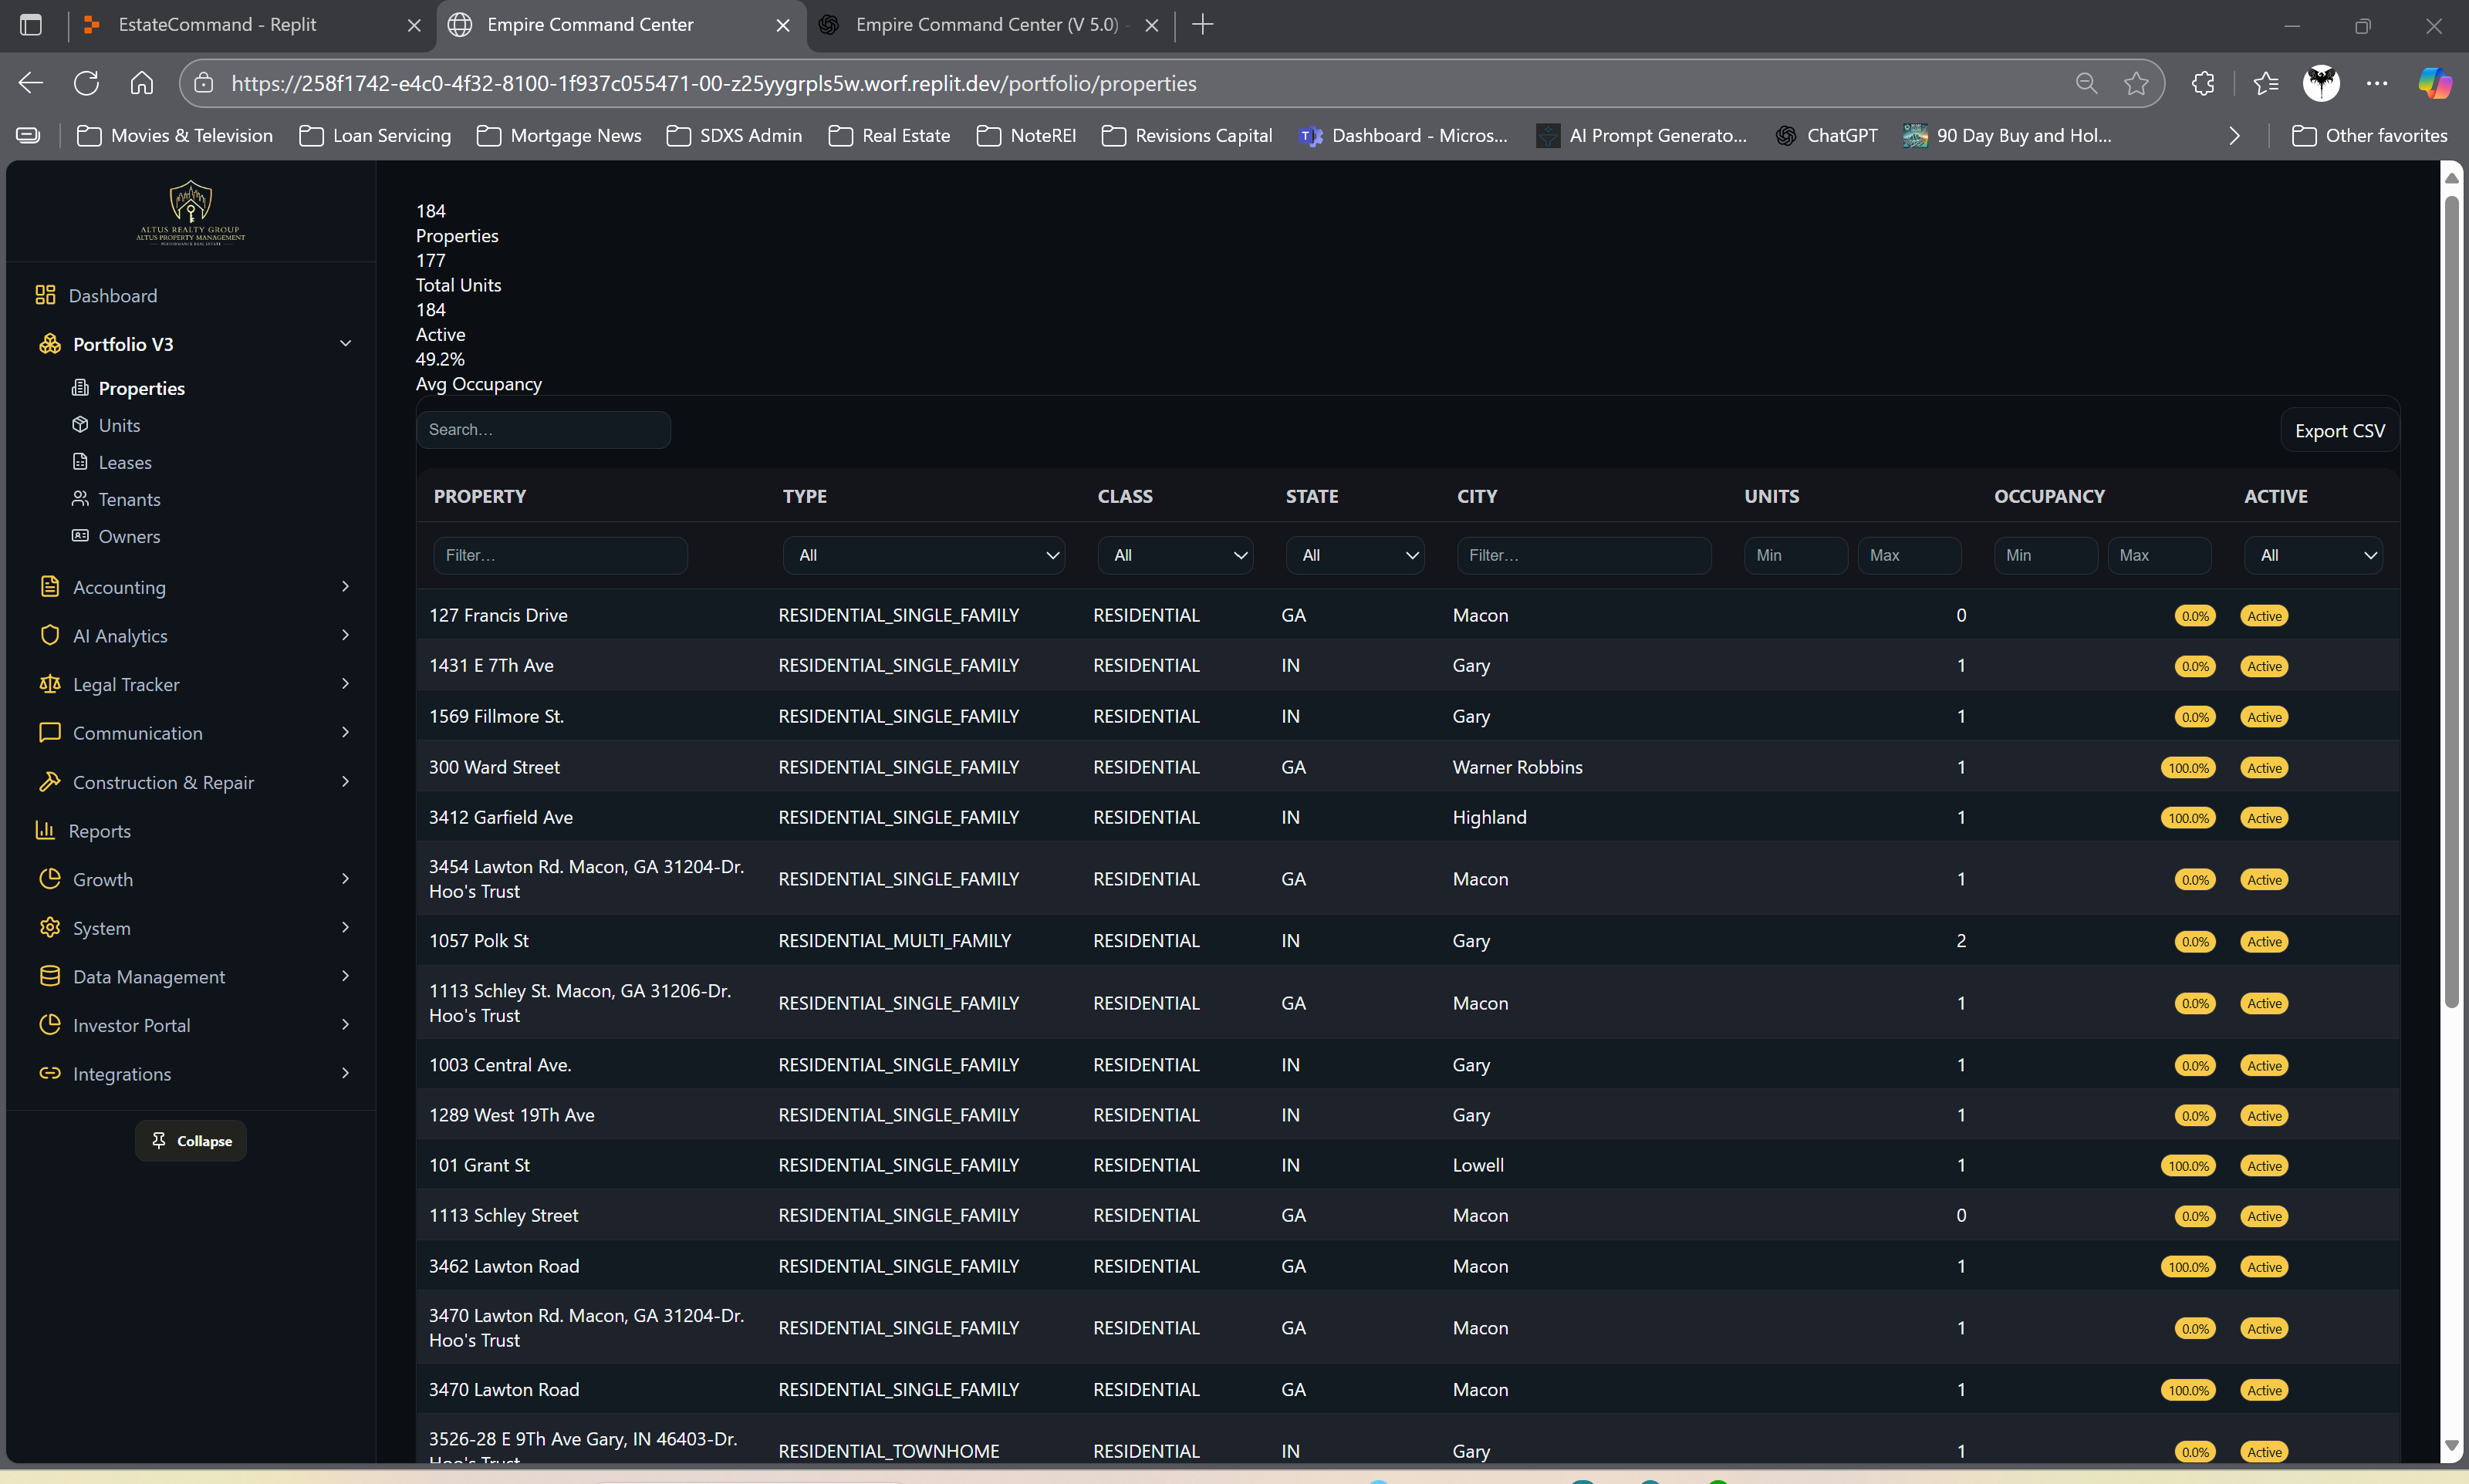 EstateCommand - Replit
Empire Command Center
Empire Command Center (V 5.0) -
https://258f1742-e4c0-4f32-8100-1f937c055471-00-z25yygrpls5w.worf.replit.dev/portfolio/properties
Movies & Television Loan Servicing Mortgage News SDXS Admin Real Estate NoteREI Revisions Capital Dashboard - Micros... AI Prompt Generato... ChatGPT 90 Day Buy and Hol... Other favorites
ALTUS REALTY GROUP
ALTUS PROPERTY MANAGEMENT
Dashboard
Portfolio V3
Properties
Units
Leases
Tenants
Owners
Accounting
AI Analytics
Legal Tracker
Communication
Construction & Repair
Reports
Growth
System
Data Management
Investor Portal
Integrations
Collapse
184
Properties
177
Total Units
184
Active
49.2%
Avg Occupancy
Search... Export CSV
PROPERTY TYPE CLASS STATE CITY UNITS OCCUPANCY ACTIVE
Filter... All All All Filter... Min Max Min Max All
127 Francis Drive RESIDENTIAL_SINGLE_FAMILY RESIDENTIAL GA Macon 0 0.0% Active
1431 E 7Th Ave RESIDENTIAL_SINGLE_FAMILY RESIDENTIAL IN Gary 1 0.0% Active
1569 Fillmore St. RESIDENTIAL_SINGLE_FAMILY RESIDENTIAL IN Gary 1 0.0% Active
300 Ward Street RESIDENTIAL_SINGLE_FAMILY RESIDENTIAL GA Warner Robbins 1 100.0% Active
3412 Garfield Ave RESIDENTIAL_SINGLE_FAMILY RESIDENTIAL IN Highland 1 100.0% Active
3454 Lawton Rd. Macon, GA 31204-Dr.
Hoo's Trust RESIDENTIAL_SINGLE_FAMILY RESIDENTIAL GA Macon 1 0.0% Active
1057 Polk St RESIDENTIAL_MULTI_FAMILY RESIDENTIAL IN Gary 2 0.0% Active
1113 Schley St. Macon, GA 31206-Dr.
Hoo's Trust RESIDENTIAL_SINGLE_FAMILY RESIDENTIAL GA Macon 1 0.0% Active
1003 Central Ave. RESIDENTIAL_SINGLE_FAMILY RESIDENTIAL IN Gary 1 0.0% Active
1289 West 19Th Ave RESIDENTIAL_SINGLE_FAMILY RESIDENTIAL IN Gary 1 0.0% Active
101 Grant St RESIDENTIAL_SINGLE_FAMILY RESIDENTIAL IN Lowell 1 100.0% Active
1113 Schley Street RESIDENTIAL_SINGLE_FAMILY RESIDENTIAL GA Macon 0 0.0% Active
3462 Lawton Road RESIDENTIAL_SINGLE_FAMILY RESIDENTIAL GA Macon 1 100.0% Active
3470 Lawton Rd. Macon, GA 31204-Dr.
Hoo's Trust RESIDENTIAL_SINGLE_FAMILY RESIDENTIAL GA Macon 1 0.0% Active
3470 Lawton Road RESIDENTIAL_SINGLE_FAMILY RESIDENTIAL GA Macon 1 100.0% Active
3526-28 E 9Th Ave Gary, IN 46403-Dr.
Hoo's Trust RESIDENTIAL_TOWNHOME RESIDENTIAL IN Gary 1 0.0% Active